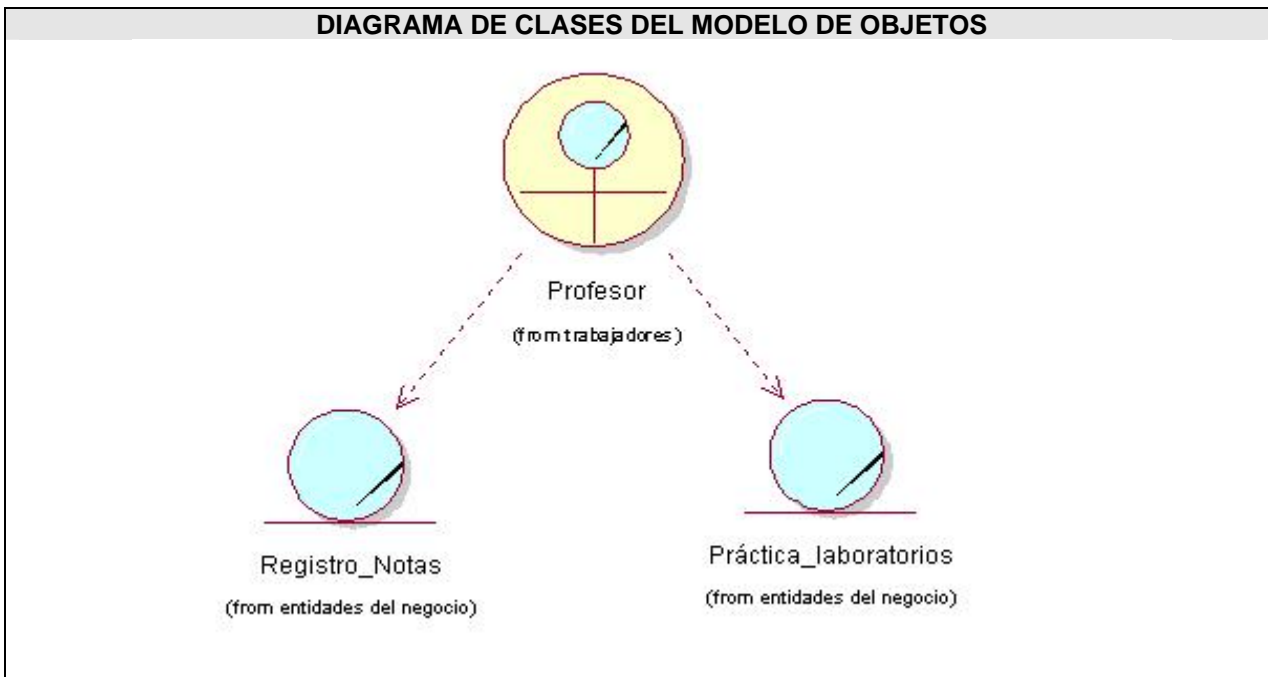 DIAGRAMA DE CLASES DEL MODELO DE OBJETOS
Profesor
(from trabajadores)
Registro_Notas
(from entidades del negocio)
Práctica_laboratorios
(from entidades del negocio)